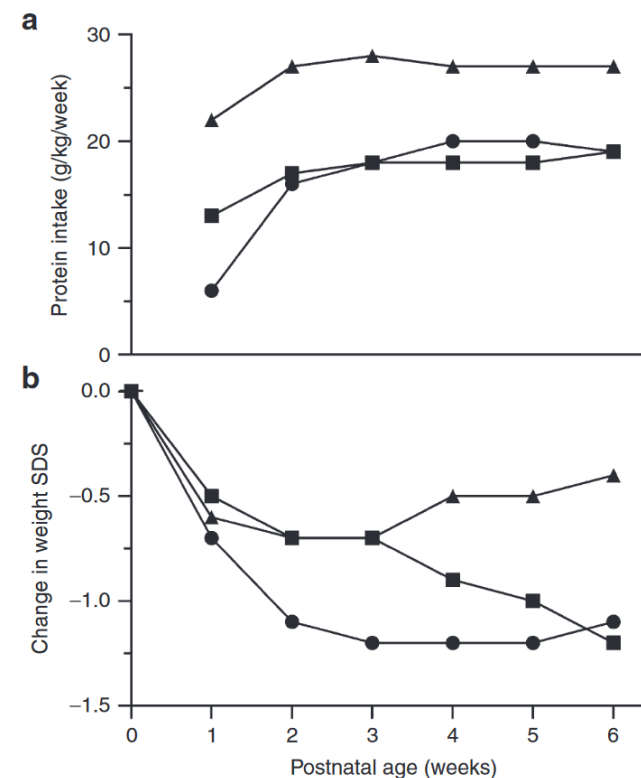 a
30
20
10
0
Protein intake (g/kg/week)
b
0.0
−0.5
−1.0
−1.5
Change in weight SDS
0 1 2 3 4 5 6
Postnatal age (weeks)